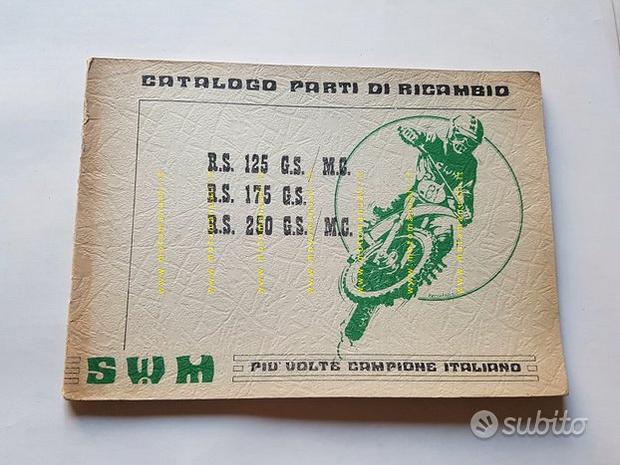 CATALOGO PARTI DI RICAMBIO
R.S. 125 G.S. / M.C.
R.S. 175 G.S.
R.S. 250 G.S. / M.C.
SWM
PIU' VOLTE CAMPIONE ITALIANO
subito